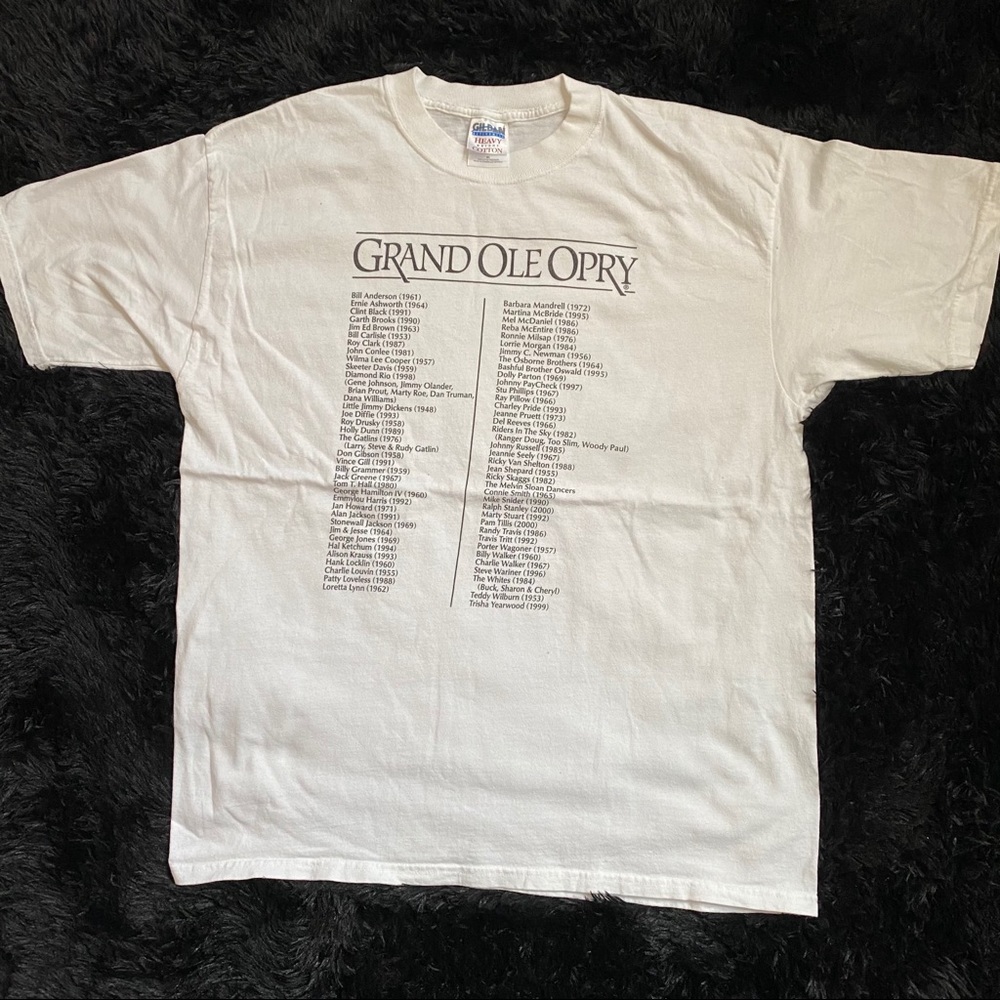 GILDAN
HEAVY
COTTON
GRAND OLE OPRY®
Bill Anderson (1961)
Ernie Ashworth (1964)
Clint Black (1991)
Garth Brooks (1990)
Jim Ed Brown (1963)
Bill Carlisle (1953)
Roy Clark (1987)
John Conlee (1981)
Wilma Lee Cooper (1957)
Skeeter Davis (1959)
Diamond Rio (1998)
(Gene Johnson, Jimmy Olander,
Brian Prout, Marty Roe, Dan Truman,
Dana Williams)
Little Jimmy Dickens (1948)
Joe Diffie (1993)
Roy Drusky (1958)
Holly Dunn (1989)
The Gatlins (1976)
(Larry, Steve & Rudy Gatlin)
Don Gibson (1958)
Vince Gill (1991)
Billy Grammer (1959)
Jack Greene (1967)
Tom T. Hall (1980)
George Hamilton IV (1960)
Emmylou Harris (1992)
Jan Howard (1971)
Alan Jackson (1991)
Stonewall Jackson (1969)
Jim & Jesse (1964)
George Jones (1969)
Hal Ketchum (1994)
Alison Krauss (1993)
Hank Locklin (1960)
Charlie Louvin (1955)
Patty Loveless (1988)
Loretta Lynn (1962)
Barbara Mandrell (1972)
Martina McBride (1995)
Mel McDaniel (1986)
Reba McEntire (1986)
Ronnie Milsap (1976)
Lorrie Morgan (1984)
Jimmy C. Newman (1956)
The Osborne Brothers (1964)
Bashful Brother Oswald (1995)
Dolly Parton (1969)
Johnny PayCheck (1997)
Stu Phillips (1967)
Ray Pillow (1966)
Charley Pride (1993)
Jeanne Pruett (1973)
Del Reeves (1966)
Riders In The Sky (1982)
(Ranger Doug, Too Slim, Woody Paul)
Johnny Russell (1985)
Jeannie Seely (1967)
Ricky Van Shelton (1988)
Jean Shepard (1955)
Ricky Skaggs (1982)
The Melvin Sloan Dancers
Connie Smith (1965)
Mike Snider (1990)
Ralph Stanley (2000)
Marty Stuart (1992)
Pam Tillis (2000)
Randy Travis (1986)
Travis Tritt (1992)
Porter Wagoner (1957)
Billy Walker (1960)
Charlie Walker (1967)
Steve Wariner (1996)
The Whites (1984)
(Buck, Sharon & Cheryl)
Teddy Wilburn (1953)
Trisha Yearwood (1999)